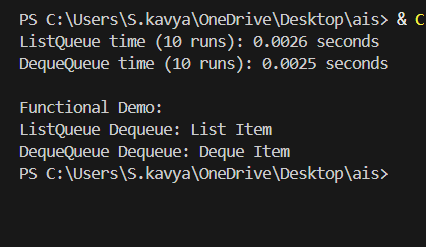 PS C:\Users\S.kavya\OneDrive\Desktop\ais> & C
ListQueue time (10 runs): 0.0026 seconds
DequeQueue time (10 runs): 0.0025 seconds
Functional Demo:
ListQueue Dequeue: List Item
DequeQueue Dequeue: Deque Item
PS C:\Users\S.kavya\OneDrive\Desktop\ais>